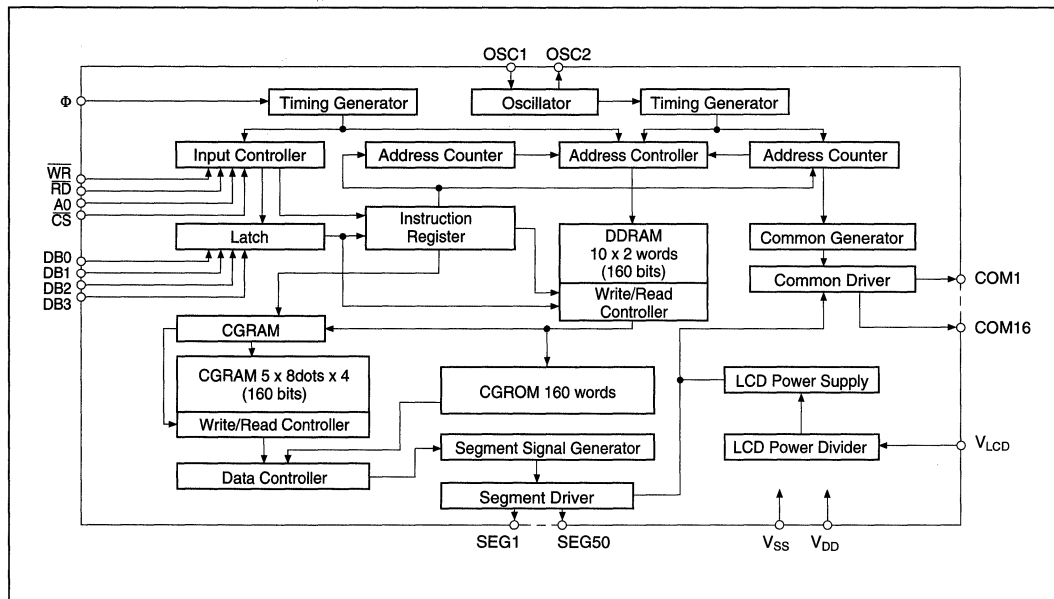 OSC1 OSC2
Φ
Timing Generator
Oscillator
Timing Generator
Input Controller
Address Counter
Address Controller
Address Counter
WR
RD
A0
CS
Latch
Instruction
Register
DDRAM
10 x 2 words
(160 bits)
Write/Read
Controller
Common Generator
DB0
DB1
DB2
DB3
Common Driver
COM1
COM16
CGRAM
CGRAM 5 x 8dots x 4
(160 bits)
Write/Read Controller
CGROM 160 words
LCD Power Supply
Segment Signal Generator
LCD Power Divider
VLCD
Data Controller
Segment Driver
SEG1 SEG50
VSS VDD